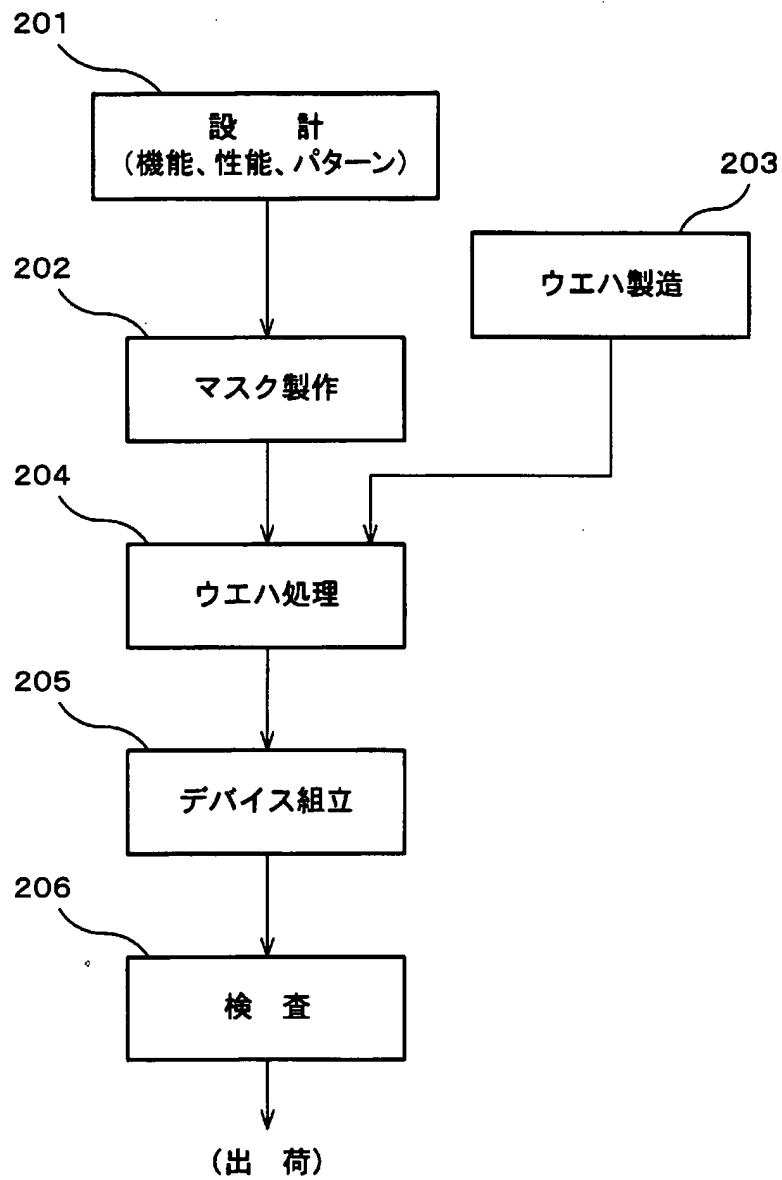 201
設 計
(機能、性能、パターン)
203
ウエハ製造
202
マスク製作
204
ウエハ処理
205
デバイス組立
206
検 査
(出 荷)